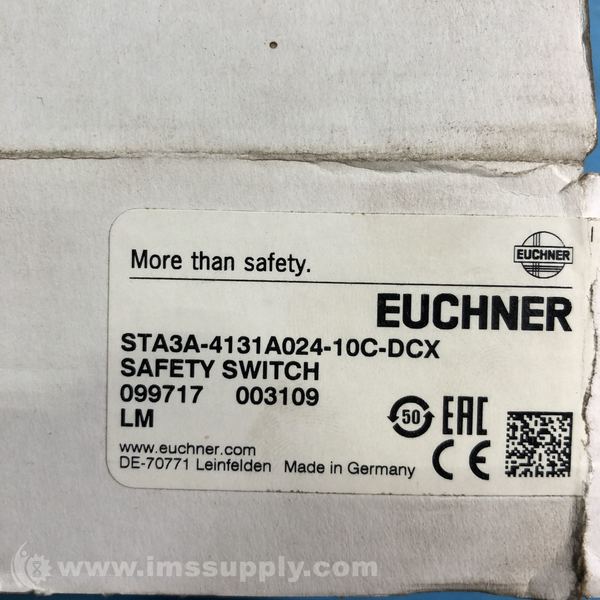 EUCHNER
More than safety.
EUCHNER
STA3A-4131A024-10C-DCX
SAFETY SWITCH
099717 003109
LM
50 EAC
CE
www.euchner.com
DE-70771 Leinfelden Made in Germany
www.imssupply.com